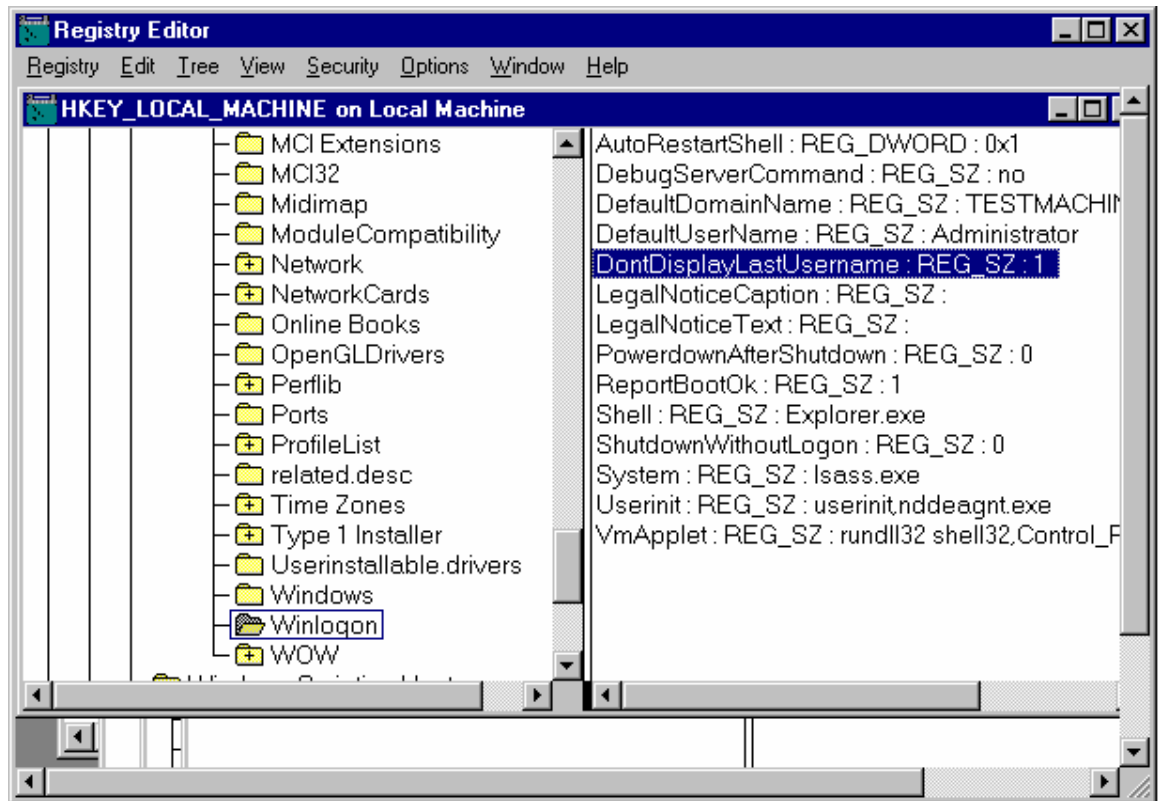 Registry Editor
Registry Edit Tree View Security Options Window Help
HKEY_LOCAL_MACHINE on Local Machine
MCI Extensions
MCI32
Midimap
ModuleCompatibility
Network
NetworkCards
Online Books
OpenGLDrivers
Perflib
Ports
ProfileList
related.desc
Time Zones
Type 1 Installer
Userinstallable.drivers
Windows
Winlogon
WOW
AutoRestartShell : REG_DWORD : 0x1
DebugServerCommand : REG_SZ : no
DefaultDomainName : REG_SZ : TESTMACHIN
DefaultUserName : REG_SZ : Administrator
DontDisplayLastUsername : REG_SZ : 1
LegalNoticeCaption : REG_SZ :
LegalNoticeText : REG_SZ :
PowerdownAfterShutdown : REG_SZ : 0
ReportBootOk : REG_SZ : 1
Shell : REG_SZ : Explorer.exe
ShutdownWithoutLogon : REG_SZ : 0
System : REG_SZ : lsass.exe
Userinit : REG_SZ : userinit,nddeagnt.exe
VmApplet : REG_SZ : rundll32 shell32,Control_R